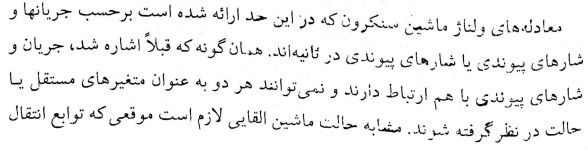 معادله‌های ولتاژ ماشین سنکرون که در این حد ارائه شده است برحسب جریانها و
شارهای پیوندی یا شارهای پیوندی در ثانیه‌اند. همان گونه که قبلاً اشاره شد، جریان و
شارهای پیوندی با هم ارتباط دارند و نمی‌توانند هر دو به عنوان متغیرهای مستقل یا
حالت در نظر گرفته شوند. مشابه حالت ماشین القایی لازم است موقعی که توابع انتقال